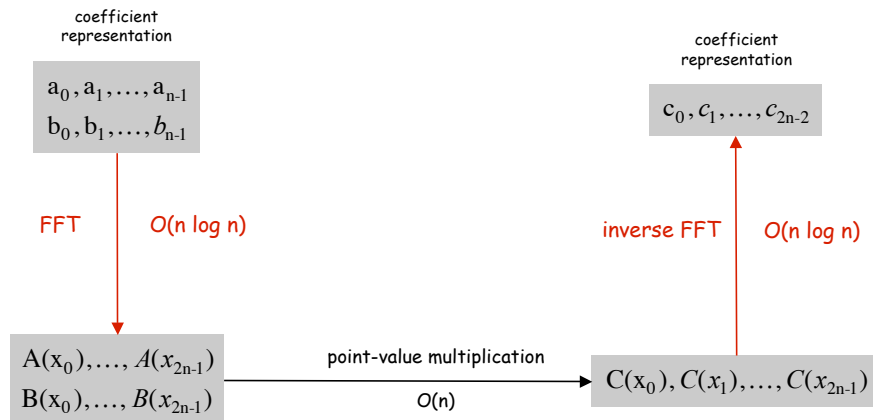 coefficient
representation
a₀, a₁, …, aₙ₋₁
b₀, b₁, …, bₙ₋₁
FFT
O(n log n)
A(x₀), …, A(x₂ₙ₋₁)
B(x₀), …, B(x₂ₙ₋₁)
point-value multiplication
O(n)
coefficient
representation
c₀, c₁, …, c₂ₙ₋₂
inverse FFT
O(n log n)
C(x₀), C(x₁), …, C(x₂ₙ₋₁)